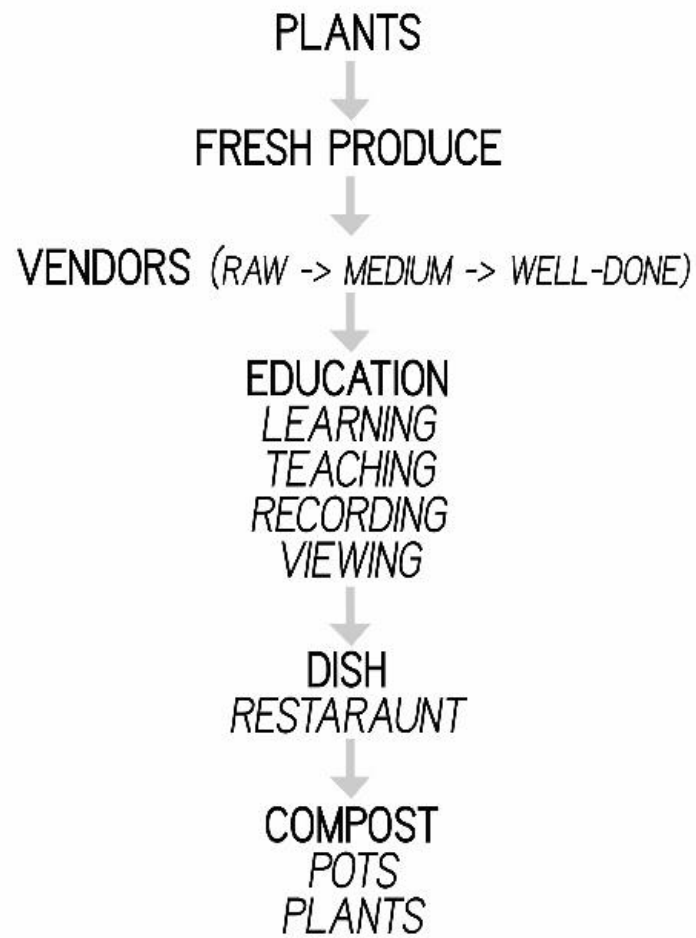 PLANTS
FRESH PRODUCE
VENDORS (RAW -> MEDIUM -> WELL-DONE)
EDUCATION
LEARNING
TEACHING
RECORDING
VIEWING
DISH
RESTARAUNT
COMPOST
POTS
PLANTS